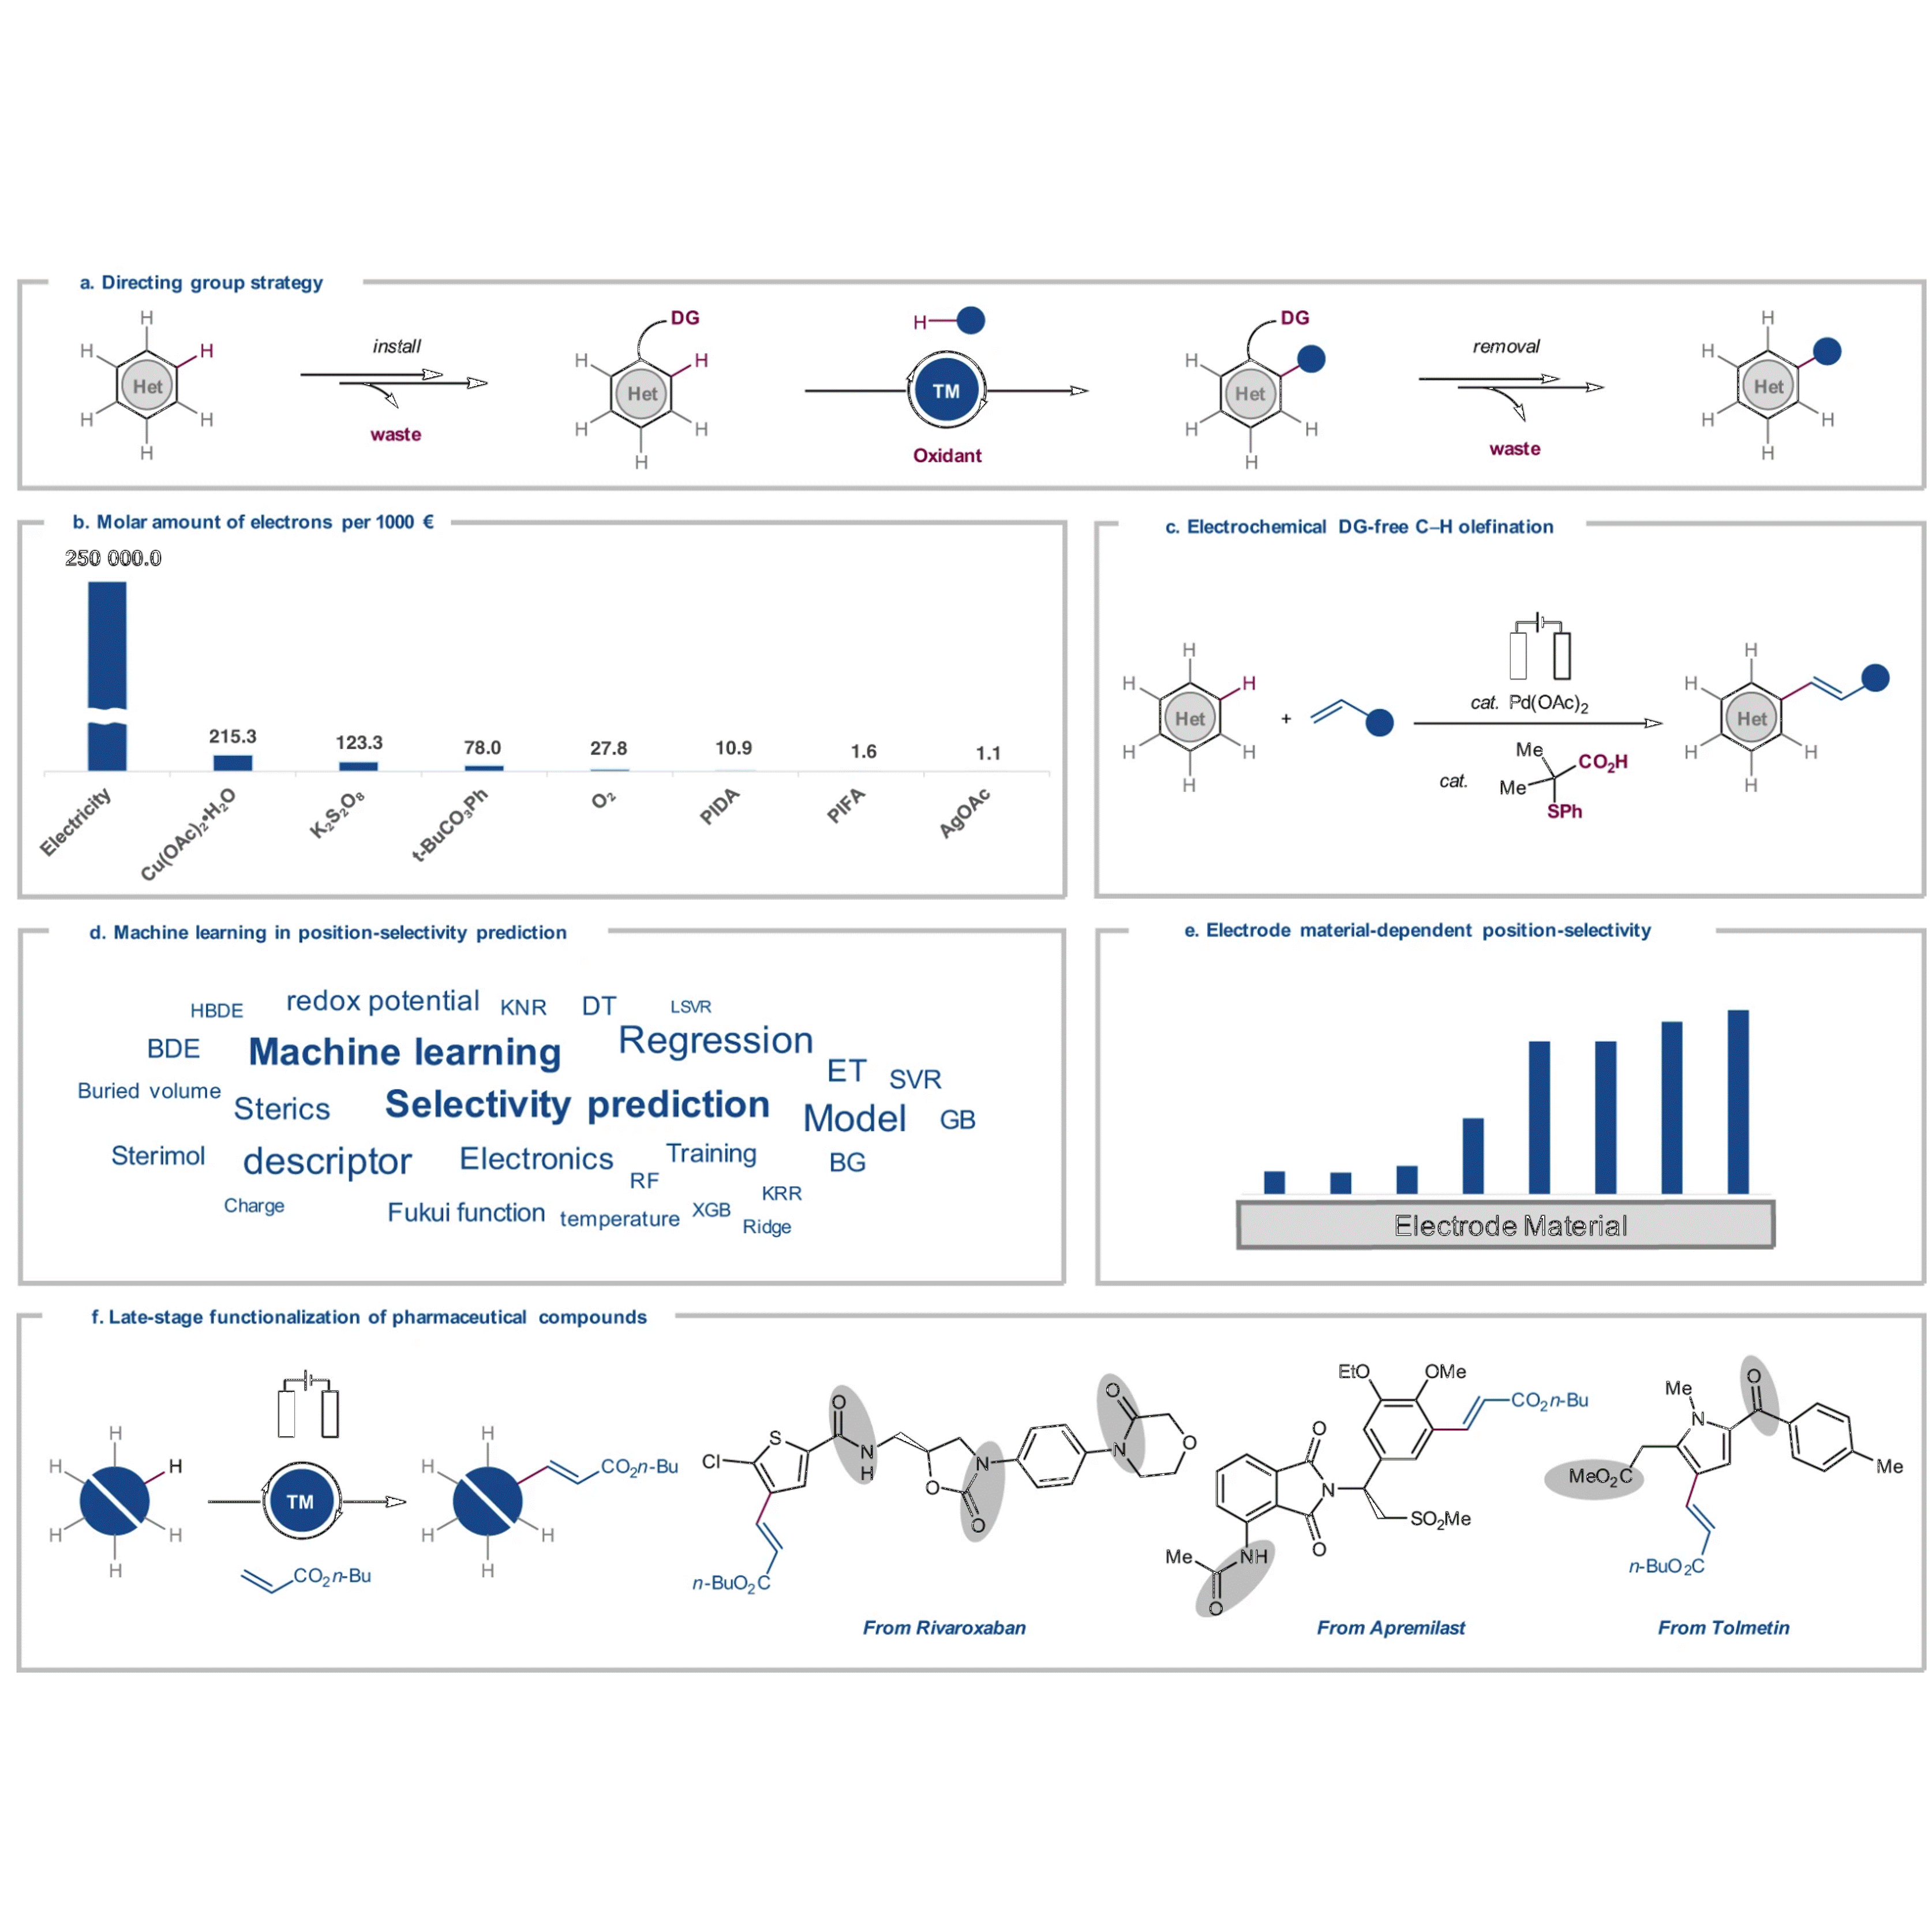 a. Directing group strategy
H
H
H
Het
H
H
H
install
waste
DG
H
H
Het
H
H
H
H
TM
Oxidant
DG
H
Het
H
H
H
removal
waste
H
H
Het
H
H
H
b. Molar amount of electrons per 1000 €
250 000.0
215.3
123.3
78.0
27.8
10.9
1.6
1.1
Electricity
Cu(OAc)₂•H₂O
K₂S₂O₈
t-BuCO₃Ph
O₂
PIDA
PIFA
AgOAc
c. Electrochemical DG-free C–H olefination
H
H
H
Het
H
H
H
+
cat. Pd(OAc)₂
cat.
Me
Me
CO₂H
SPh
H
H
Het
H
H
H
d. Machine learning in position-selectivity prediction
HBDE redox potential KNR DT LSVR
BDE Machine learning Regression
Buried volume Sterics Selectivity prediction ET SVR
Model GB
Sterimol descriptor Electronics Training BG
RF KRR
Charge Fukui function temperature XGB Ridge
e. Electrode material-dependent position-selectivity
Electrode Material
f. Late-stage functionalization of pharmaceutical compounds
H
H
H
H
H
H
TM
CO₂n-Bu
H
H
H
H
H
CO₂n-Bu
Cl
S
O
N
H
O
N
O
O
N
O
n-BuO₂C
From Rivaroxaban
EtO
OMe
CO₂n-Bu
O
N
O
SO₂Me
Me
NH
O
From Apremilast
Me
N
O
MeO₂C
Me
n-BuO₂C
From Tolmetin